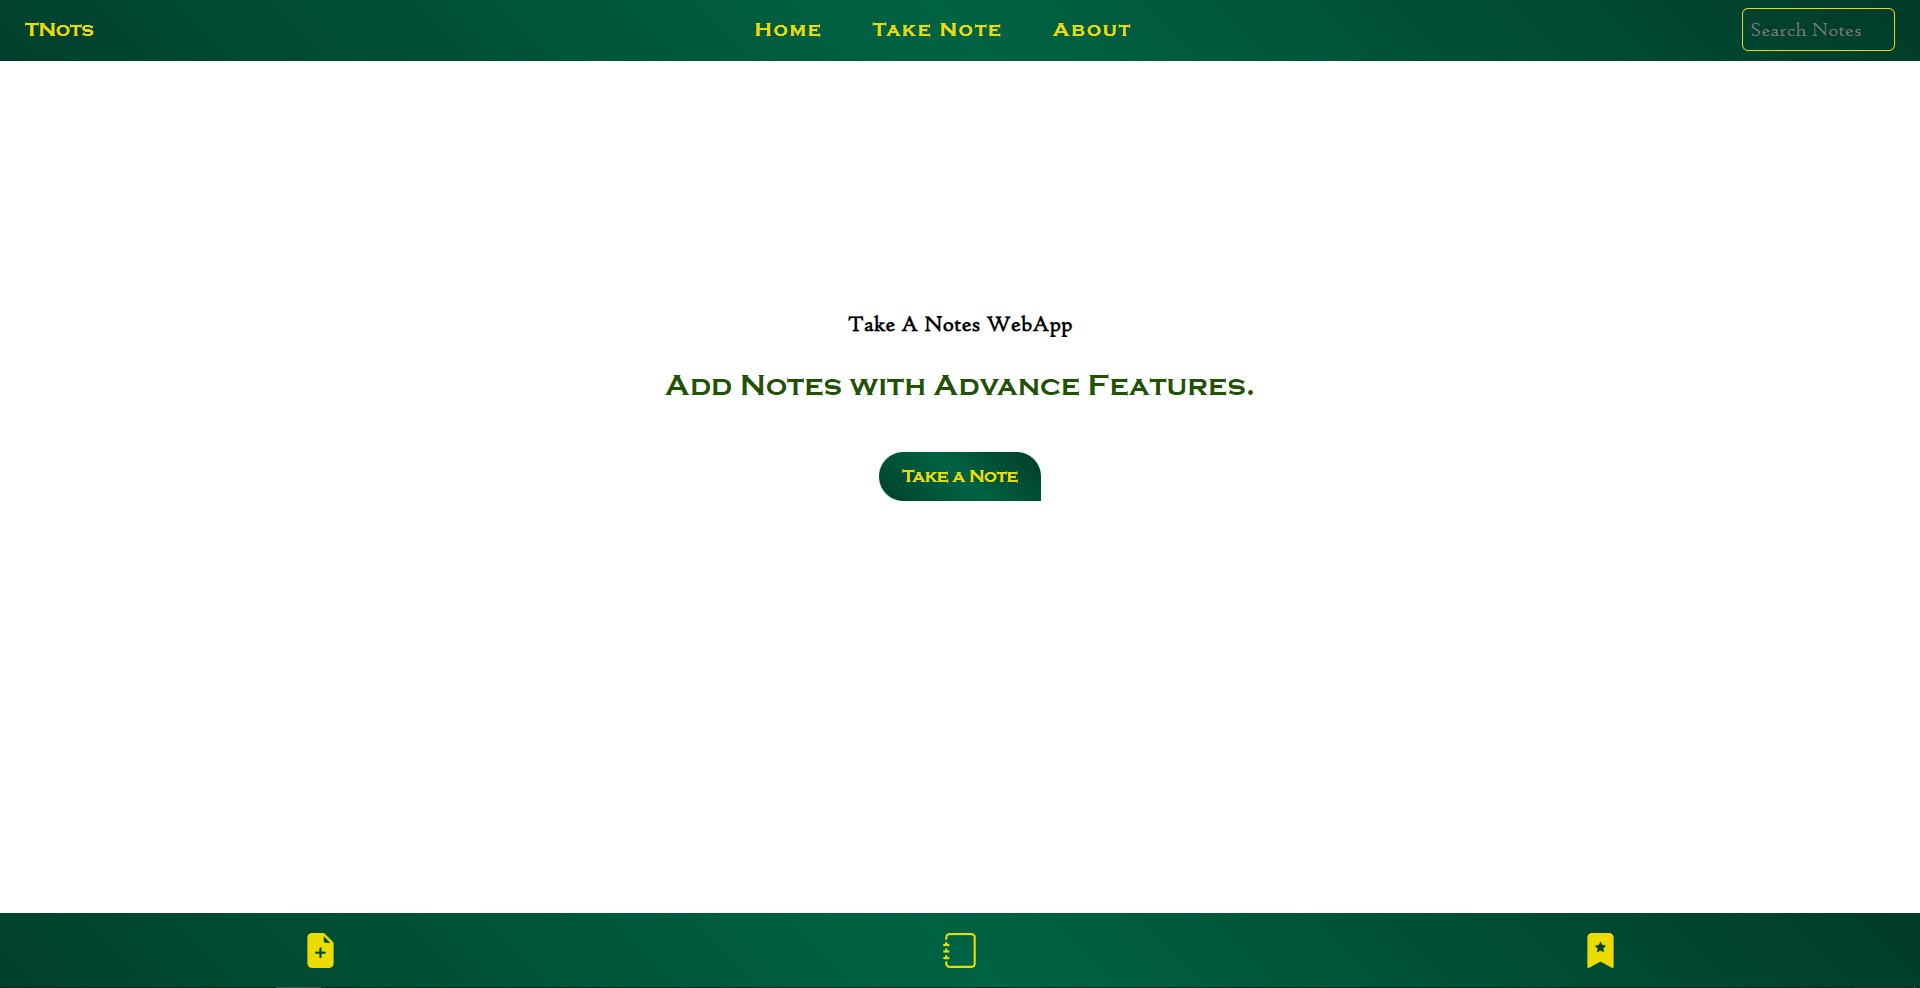 TNots
Home Take Note About
Search Notes
Take A Notes WebApp
Add Notes with Advance Features.
Take a Note